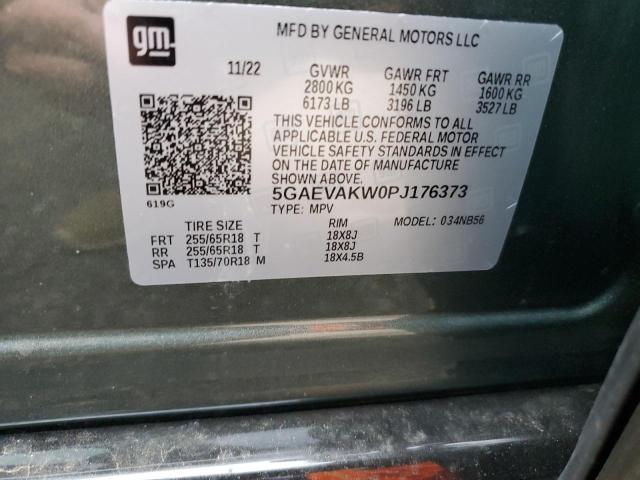 gm
MFD BY GENERAL MOTORS LLC
11/22 GVWR GAWR FRT GAWR RR
2800 KG 1450 KG 1600 KG
6173 LB 3196 LB 3527 LB
THIS VEHICLE CONFORMS TO ALL
APPLICABLE U.S. FEDERAL MOTOR
VEHICLE SAFETY STANDARDS IN EFFECT
ON THE DATE OF MANUFACTURE
SHOWN ABOVE.
619G
5GAEVAKW0PJ176373
TYPE: MPV MODEL: 034NB56
TIRE SIZE RIM
FRT 255/65R18 T 18X8J
RR 255/65R18 T 18X8J
SPA T135/70R18 M 18X4.5B